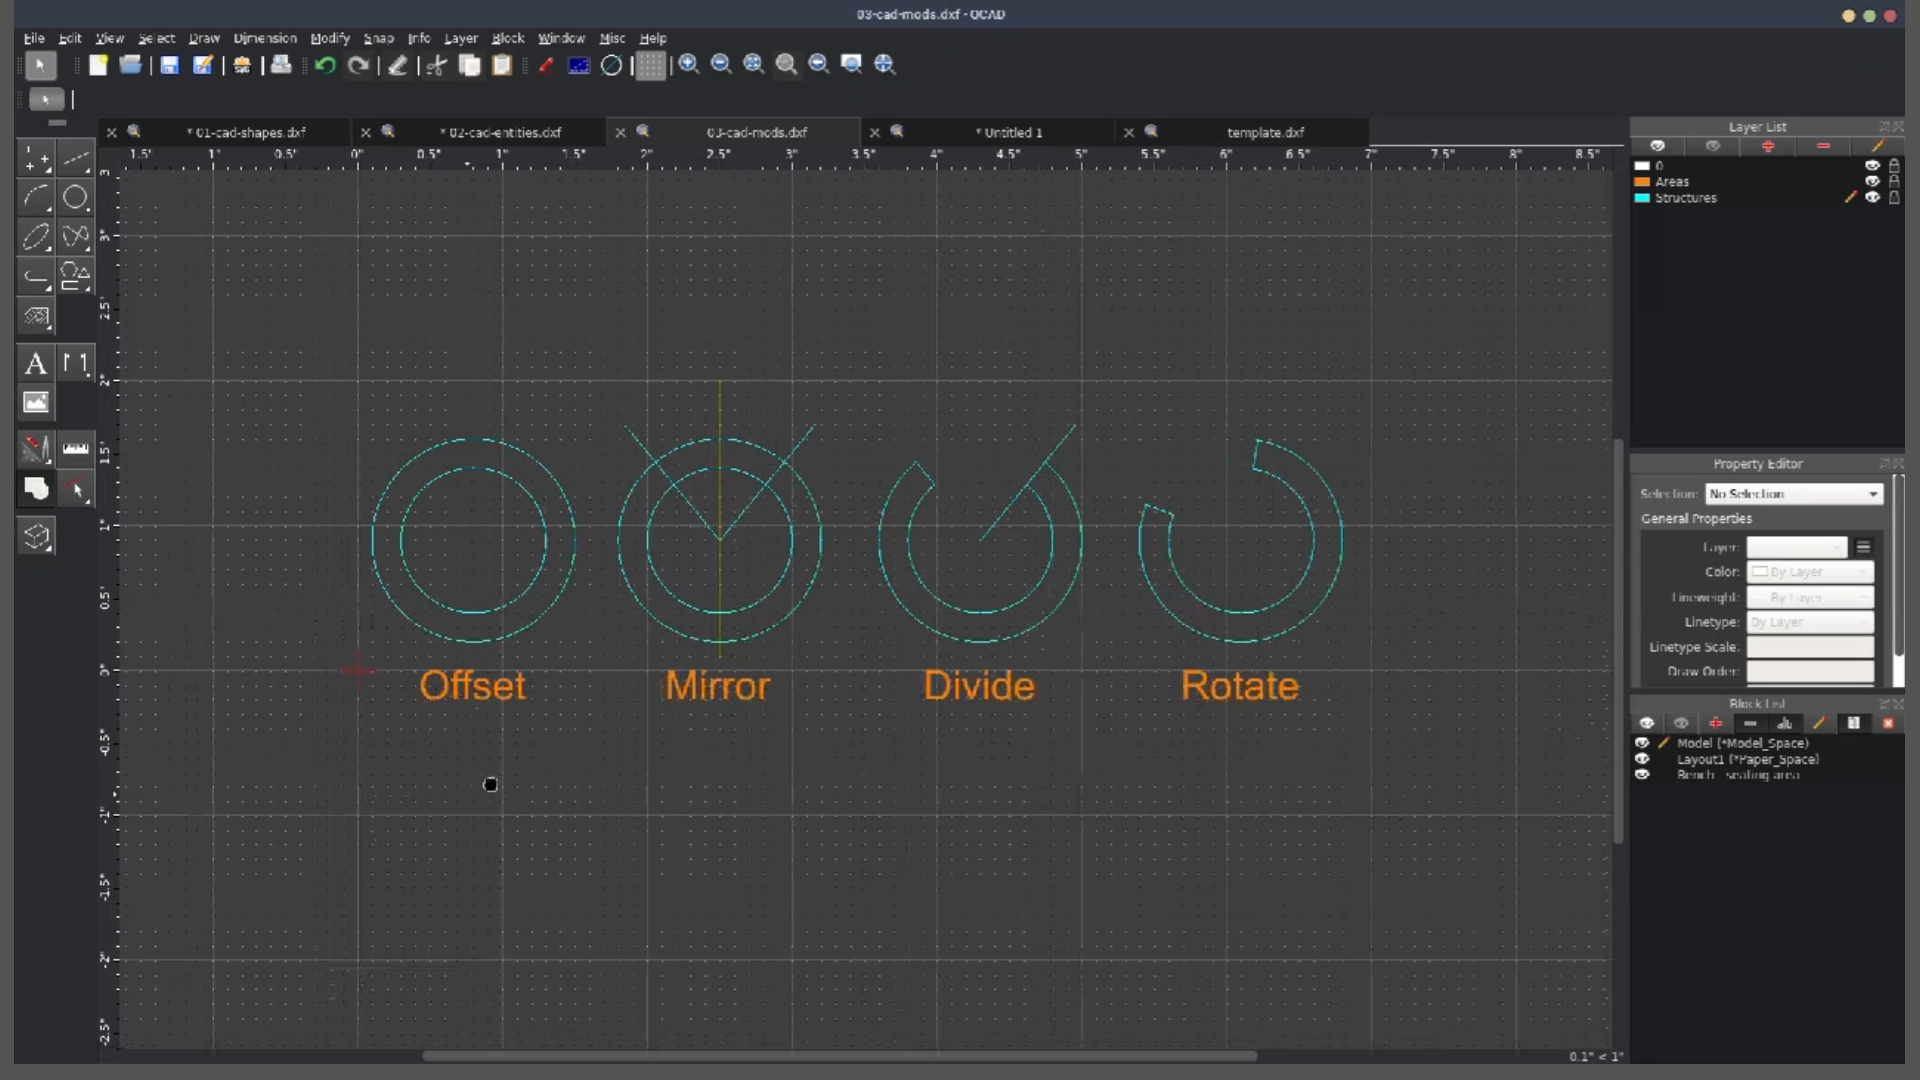 03-cad-mods.dxf - QCAD
File Edit View Select Draw Dimension Modify Snap Info Layer Block Window Misc Help
* 01-cad-shapes.dxf * 02-cad-entities.dxf 03-cad-mods.dxf * Untitled 1 template.dxf
1.5" 1" 0.5" 0" 0.5" 1" 1.5" 2" 2.5" 3" 3.5" 4" 4.5" 5" 5.5" 6" 6.5" 7" 7.5" 8" 8.5"
3"
2.5"
2"
1.5"
1"
0.5"
0"
-0.5"
-1"
-1.5"
-2"
-2.5"
Offset Mirror Divide Rotate
0.1" < 1"
Layer List
0
Areas
Structures
Property Editor
Selection: No Selection
General Properties
Layer:
Color: By Layer
Lineweight: By Layer
Linetype: By Layer
Linetype Scale:
Draw Order:
Block List
Model (*Model_Space)
Layout1 (*Paper_Space)
Bench - seating area